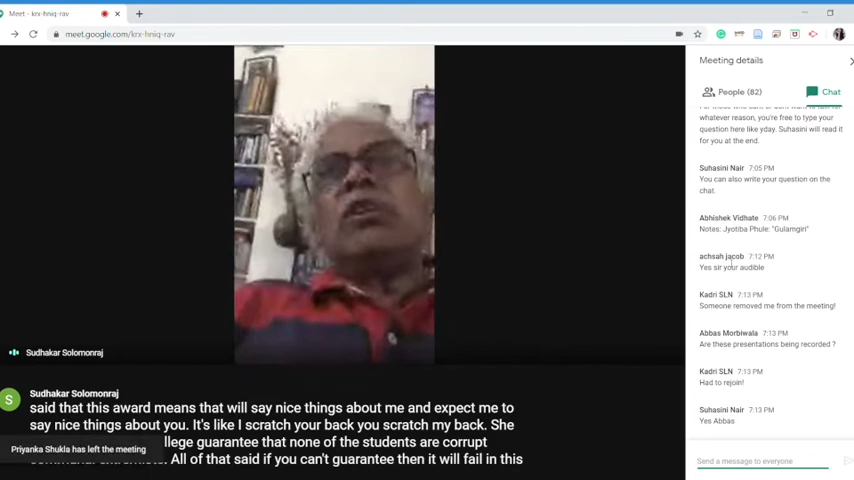 Meet - krx-hniq-rav
meet.google.com/krx-hniq-rav
Meeting details
People (82)
Chat
whatever reason, you're free to type your
question here like yday. Suhasini will read it
for you at the end.
Suhasini Nair 7:05 PM
You can also write your question on the
chat.
Abhishek Vidhate 7:06 PM
Notes: Jyotiba Phule: "Gulamgiri"
achsah jacob 7:12 PM
Yes sir your audible
Kadri SLN 7:13 PM
Someone removed me from the meeting!
Abbas Morbiwala 7:13 PM
Are these presentations being recorded ?
Kadri SLN 7:13 PM
Had to rejoin!
Suhasini Nair 7:13 PM
Yes Abbas
Send a message to everyone
Sudhakar Solomonraj
S
Sudhakar Solomonraj
said that this award means that will say nice things about me and expect me to
say nice things about you. It's like I scratch your back you scratch my back. She
llege guarantee that none of the students are corrupt
All of that said if you can't guarantee then it will fail in this
Priyanka Shukla has left the meeting